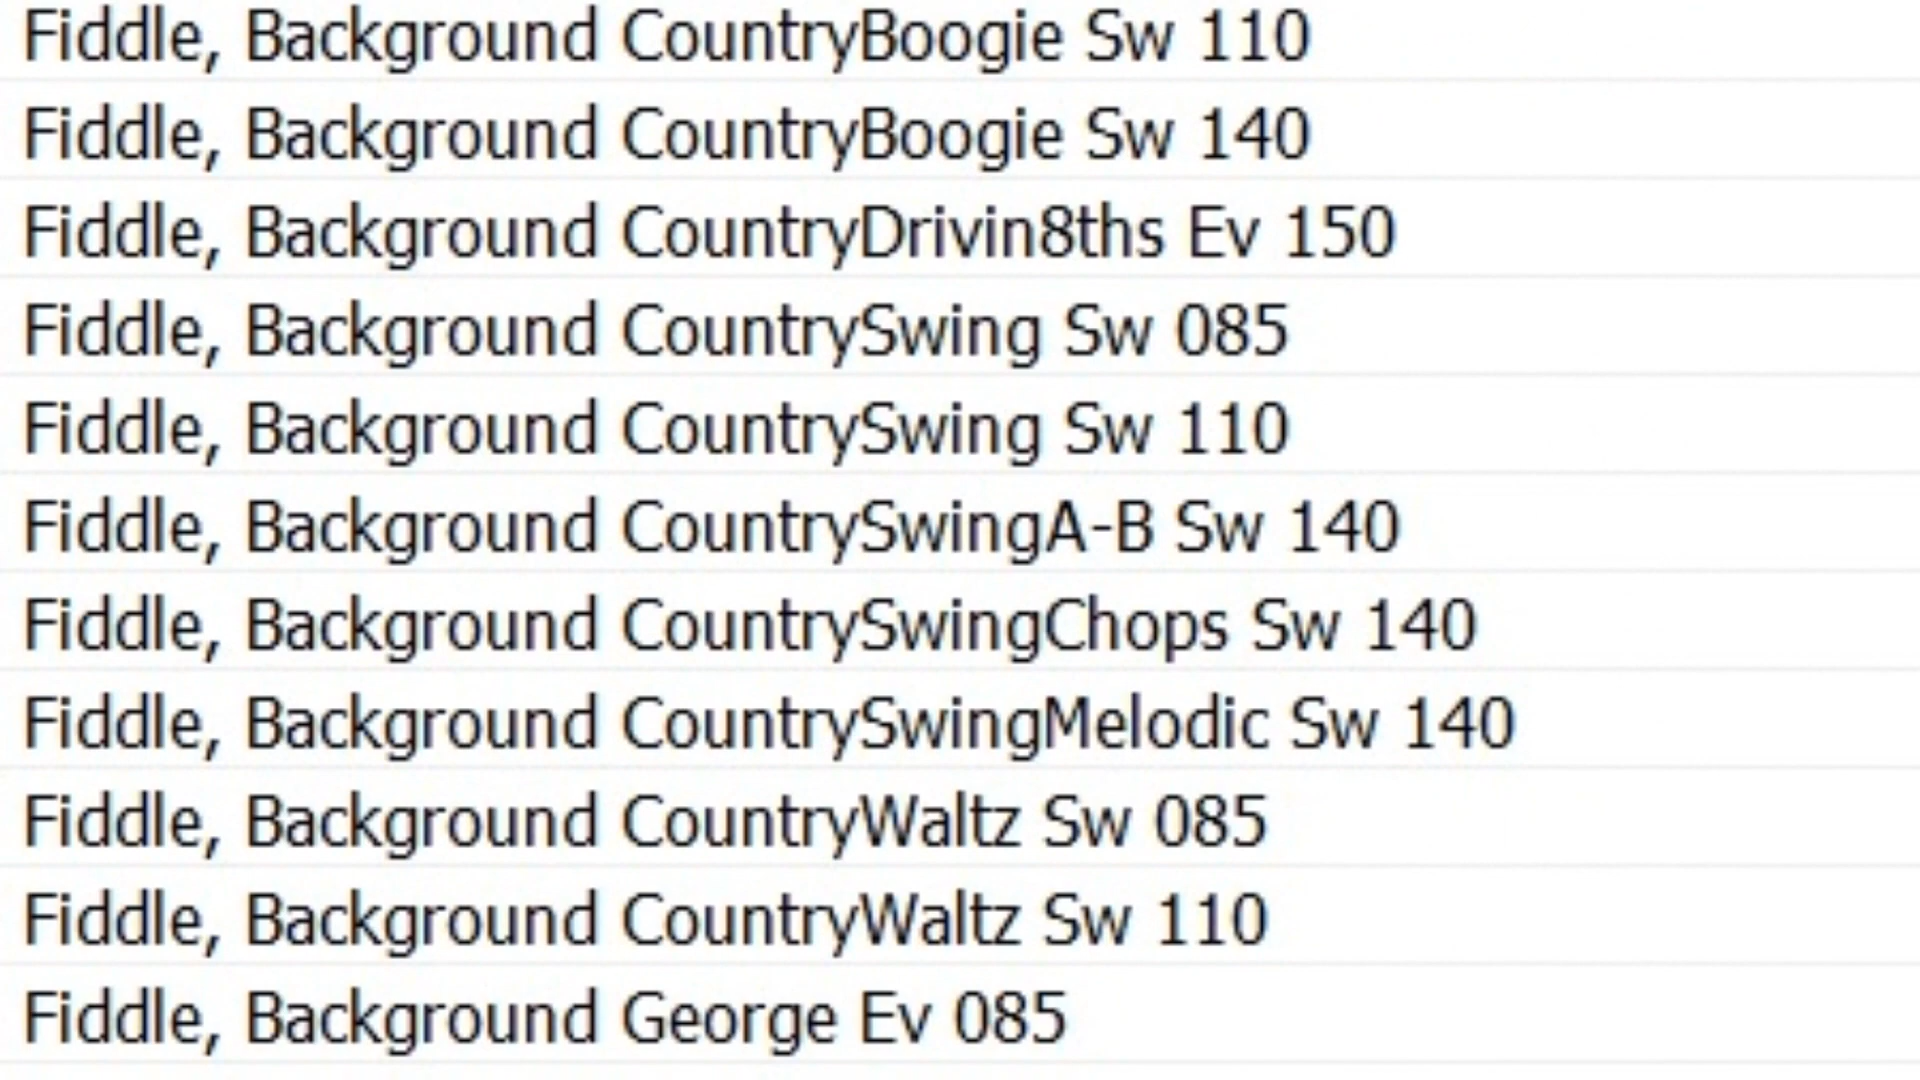 Fiddle, Background CountryBoogie Sw 110
Fiddle, Background CountryBoogie Sw 140
Fiddle, Background CountryDrivin8ths Ev 150
Fiddle, Background CountrySwing Sw 085
Fiddle, Background CountrySwing Sw 110
Fiddle, Background CountrySwingA-B Sw 140
Fiddle, Background CountrySwingChops Sw 140
Fiddle, Background CountrySwingMelodic Sw 140
Fiddle, Background CountryWaltz Sw 085
Fiddle, Background CountryWaltz Sw 110
Fiddle, Background George Ev 085